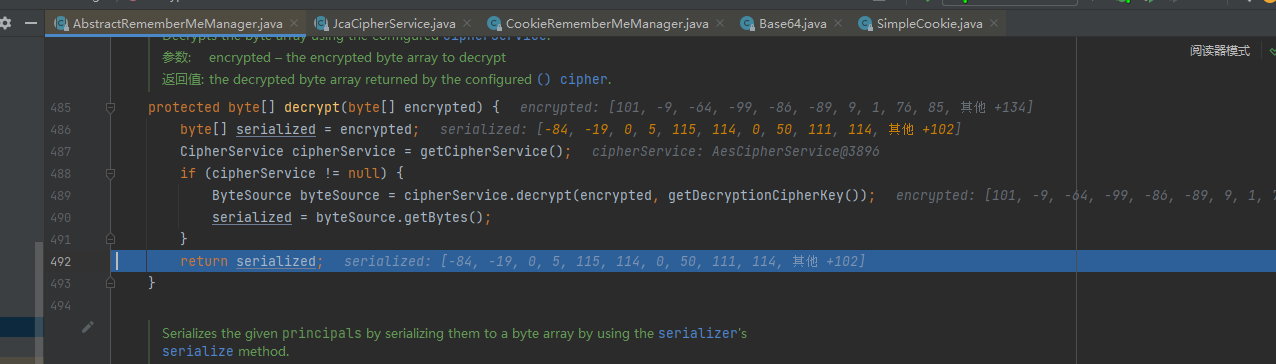 AbstractRememberMeManager.java × JcaCipherService.java × CookieRememberMeManager.java × Base64.java × SimpleCookie.java ×
Decrypts the byte array using the configured CipherService.
阅读器模式
参数: encrypted – the encrypted byte array to decrypt
返回值: the decrypted byte array returned by the configured () cipher.
485 protected byte[] decrypt(byte[] encrypted) { encrypted: [101, -9, -64, -99, -86, -89, 9, 1, 76, 85, 其他 +134]
486 byte[] serialized = encrypted; serialized: [-84, -19, 0, 5, 115, 114, 0, 50, 111, 114, 其他 +102]
487 CipherService cipherService = getCipherService(); cipherService: AesCipherService@3896
488 if (cipherService != null) {
489 ByteSource byteSource = cipherService.decrypt(encrypted, getDecryptionCipherKey()); encrypted: [101, -9, -64, -99, -86, -89, 9, 1,
490 serialized = byteSource.getBytes();
491 }
492 return serialized; serialized: [-84, -19, 0, 5, 115, 114, 0, 50, 111, 114, 其他 +102]
493 }
494
Serializes the given principals by serializing them to a byte array by using the serializer's
serialize method.